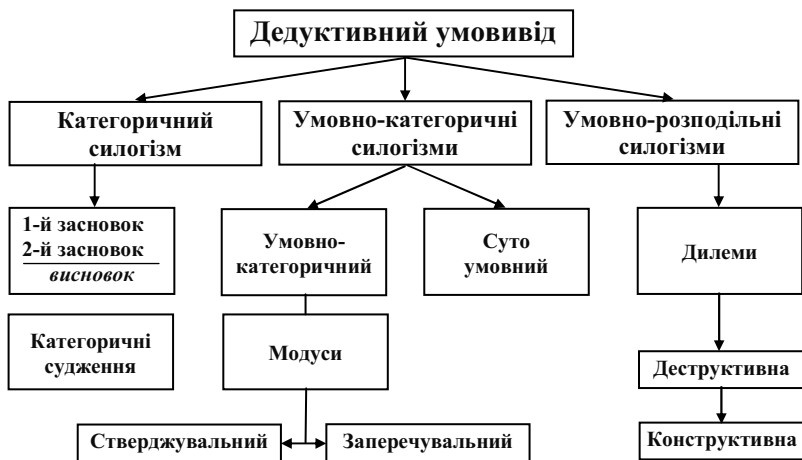 Дедуктивний умовивід
Категоричний
силогізм
Умовно-категоричні
силогізми
Умовно-розподільні
силогізми
1-й засновок
2-й засновок
висновок
Умовно-
категоричний
Суто
умовний
Дилеми
Категоричні
судження
Модуси
Деструктивна
Стверджувальний
Заперечувальний
Конструктивна